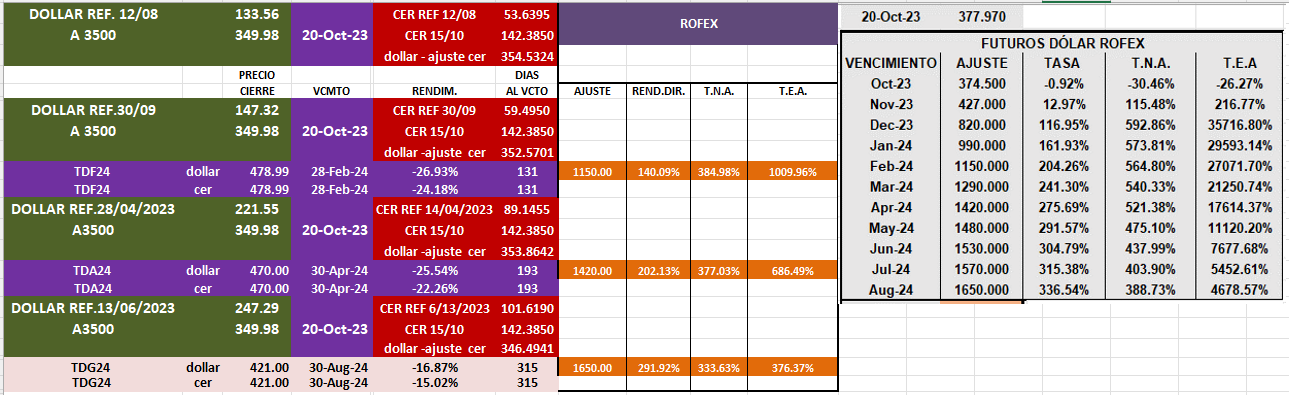 DOLLAR REF. 12/08 133.56 20-Oct-23 CER REF 12/08 53.6395 ROFEX
A 3500 349.98 CER 15/10 142.3850
dollar - ajuste cer 354.5324
PRECIO CIERRE VCMTO RENDIM. DIAS AL VCTO AJUSTE REND.DIR. T.N.A. T.E.A.
DOLLAR REF.30/09 147.32 20-Oct-23 CER REF 30/09 59.4950
A 3500 349.98 CER 15/10 142.3850
dollar -ajuste cer 352.5701
TDF24 dollar 478.99 28-Feb-24 -26.93% 131 1150.00 140.09% 384.98% 1009.96%
TDF24 cer 478.99 28-Feb-24 -24.18% 131
DOLLAR REF.28/04/2023 221.55 20-Oct-23 CER REF 14/04/2023 89.1455
A3500 349.98 CER 15/10 142.3850
dollar -ajuste cer 353.8642
TDA24 dollar 470.00 30-Apr-24 -25.54% 193 1420.00 202.13% 377.03% 686.49%
TDA24 cer 470.00 30-Apr-24 -22.26% 193
DOLLAR REF.13/06/2023 247.29 20-Oct-23 CER REF 6/13/2023 101.6190
A3500 349.98 CER 15/10 142.3850
dollar -ajuste cer 346.4941
TDG24 dollar 421.00 30-Aug-24 -16.87% 315 1650.00 291.92% 333.63% 376.37%
TDG24 cer 421.00 30-Aug-24 -15.02% 315
20-Oct-23 377.970
FUTUROS DÓLAR ROFEX
VENCIMIENTO AJUSTE TASA T.N.A. T.E.A
Oct-23 374.500 -0.92% -30.46% -26.27%
Nov-23 427.000 12.97% 115.48% 216.77%
Dec-23 820.000 116.95% 592.86% 35716.80%
Jan-24 990.000 161.93% 573.81% 29593.14%
Feb-24 1150.000 204.26% 564.80% 27071.70%
Mar-24 1290.000 241.30% 540.33% 21250.74%
Apr-24 1420.000 275.69% 521.38% 17614.37%
May-24 1480.000 291.57% 475.10% 11120.20%
Jun-24 1530.000 304.79% 437.99% 7677.68%
Jul-24 1570.000 315.38% 403.90% 5452.61%
Aug-24 1650.000 336.54% 388.73% 4678.57%